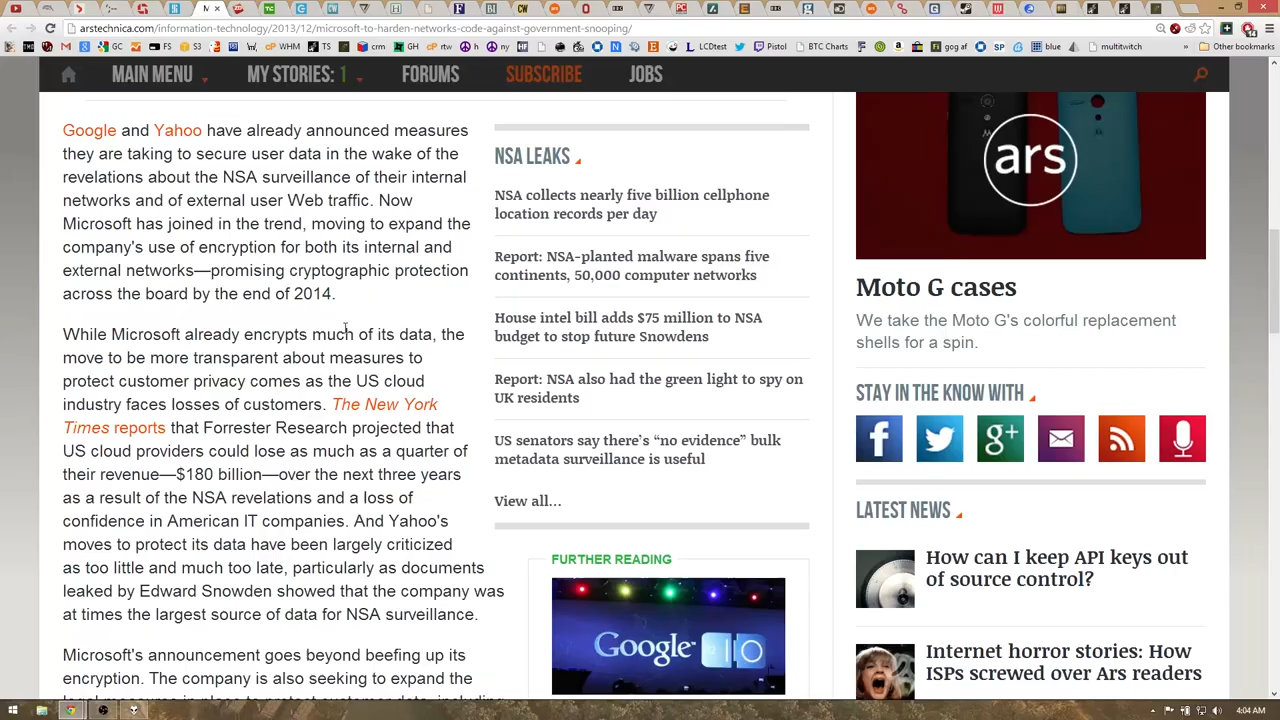 M
arstechnica.com/information-technology/2013/12/microsoft-to-harden-networks-code-against-government-snooping/
GC
FS
S3
WHM
TS
crm
rtw
ny
LCDtest
Pistol
BTC Charts
gog af
SP
blue
multitwitch
»
Other bookmarks
MAIN MENU
MY STORIES: 1
FORUMS
SUBSCRIBE
JOBS
Google and Yahoo have already announced measures
they are taking to secure user data in the wake of the
revelations about the NSA surveillance of their internal
networks and of external user Web traffic. Now
Microsoft has joined in the trend, moving to expand the
company's use of encryption for both its internal and
external networks—promising cryptographic protection
across the board by the end of 2014.
While Microsoft already encrypts much of its data, the
move to be more transparent about measures to
protect customer privacy comes as the US cloud
industry faces losses of customers. The New York
Times reports that Forrester Research projected that
US cloud providers could lose as much as a quarter of
their revenue—$180 billion—over the next three years
as a result of the NSA revelations and a loss of
confidence in American IT companies. And Yahoo's
moves to protect its data have been largely criticized
as too little and much too late, particularly as documents
leaked by Edward Snowden showed that the company was
at times the largest source of data for NSA surveillance.
Microsoft's announcement goes beyond beefing up its
encryption. The company is also seeking to expand the
NSA LEAKS
NSA collects nearly five billion cellphone
location records per day
Report: NSA-planted malware spans five
continents, 50,000 computer networks
House intel bill adds $75 million to NSA
budget to stop future Snowdens
Report: NSA also had the green light to spy on
UK residents
US senators say there's “no evidence” bulk
metadata surveillance is useful
View all...
FURTHER READING
Google IO
ars
Moto G cases
We take the Moto G's colorful replacement
shells for a spin.
STAY IN THE KNOW WITH
f
g+
LATEST NEWS
How can I keep API keys out
of source control?
Internet horror stories: How
ISPs screwed over Ars readers
4:04 AM